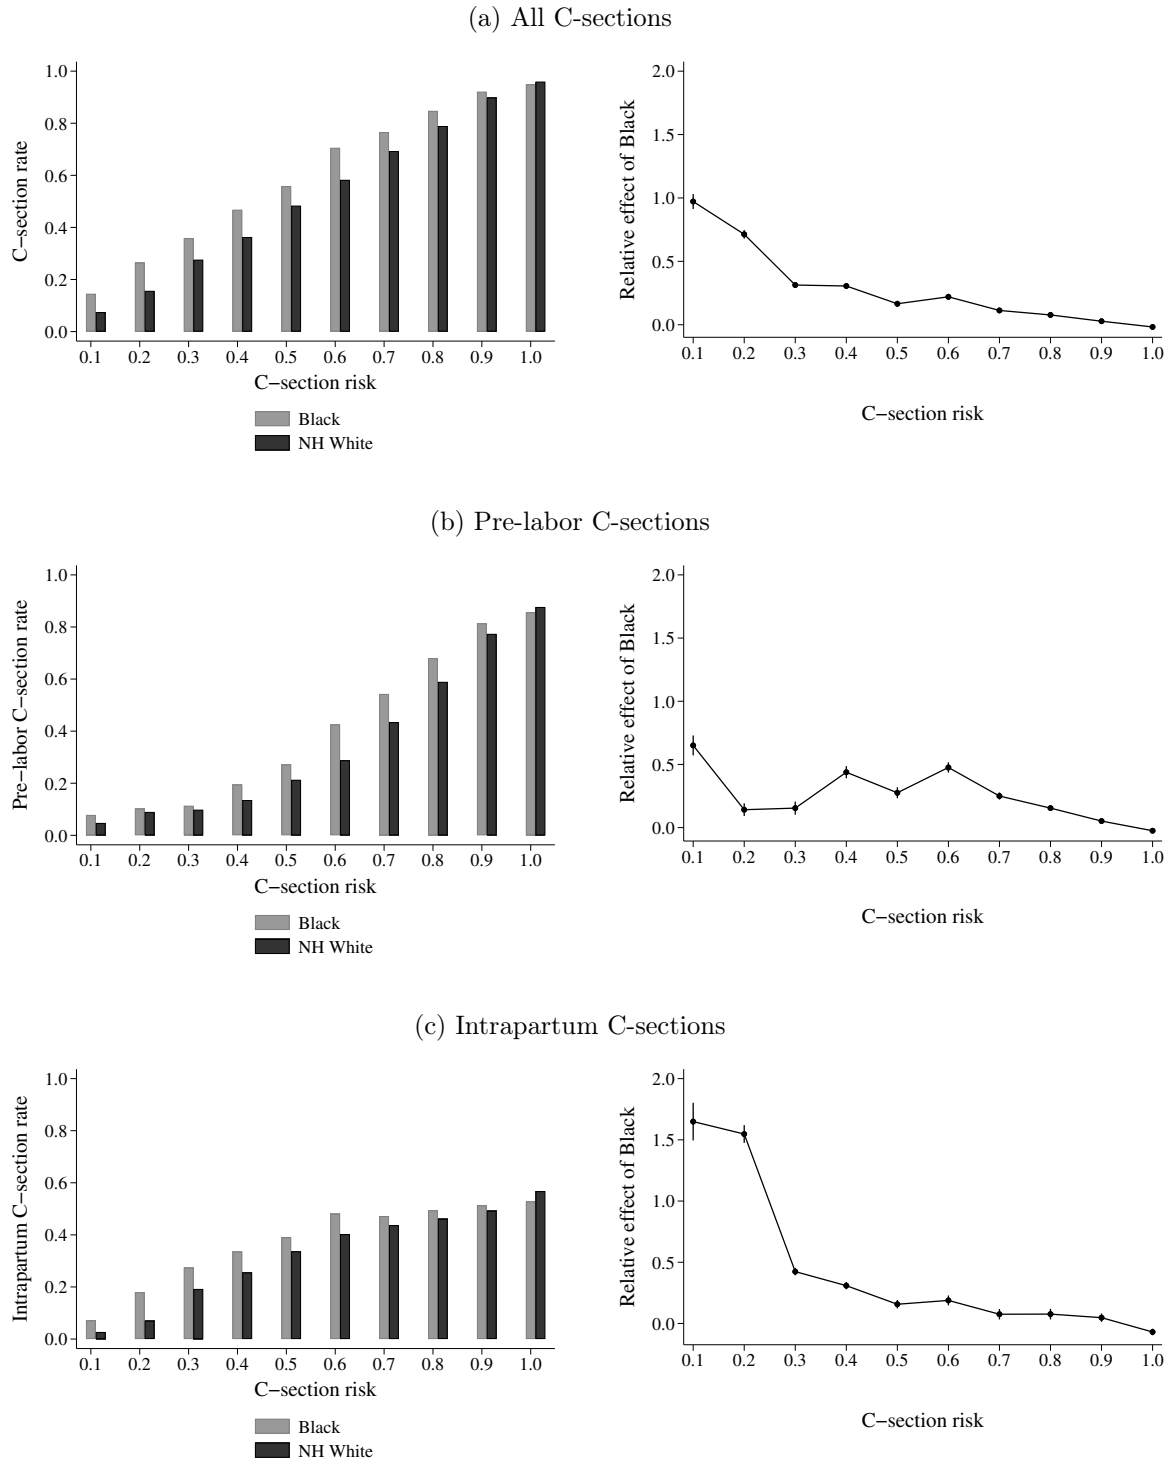 (a) All C-sections
C−section rate
1.0
0.8
0.6
0.4
0.2
0.0
0.1 0.2 0.3 0.4 0.5 0.6 0.7 0.8 0.9 1.0
C−section risk
Black
NH White
Relative effect of Black
2.0
1.5
1.0
0.5
0.0
0.1 0.2 0.3 0.4 0.5 0.6 0.7 0.8 0.9 1.0
C−section risk
(b) Pre-labor C-sections
Pre−labor C−section rate
1.0
0.8
0.6
0.4
0.2
0.0
0.1 0.2 0.3 0.4 0.5 0.6 0.7 0.8 0.9 1.0
C−section risk
Black
NH White
Relative effect of Black
2.0
1.5
1.0
0.5
0.0
0.1 0.2 0.3 0.4 0.5 0.6 0.7 0.8 0.9 1.0
C−section risk
(c) Intrapartum C-sections
Intrapartum C−section rate
1.0
0.8
0.6
0.4
0.2
0.0
0.1 0.2 0.3 0.4 0.5 0.6 0.7 0.8 0.9 1.0
C−section risk
Black
NH White
Relative effect of Black
2.0
1.5
1.0
0.5
0.0
0.1 0.2 0.3 0.4 0.5 0.6 0.7 0.8 0.9 1.0
C−section risk